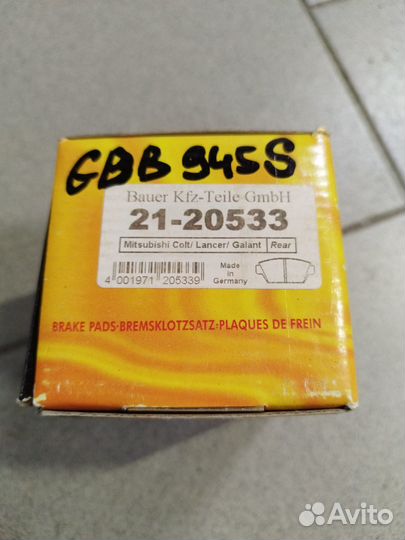 GBB 945S
Bauer Kfz-Teile GmbH
21-20533
Mitsubishi Colt/ Lancer/ Galant Rear
4 001971 205339
Made
in
Germany
BRAKE PADS·BREMSKLOTZSATZ·PLAQUES DE FREIN
Avito